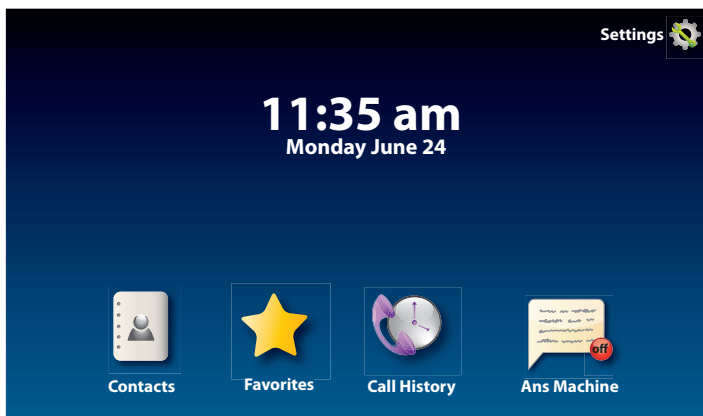 Settings
11:35 am
Monday June 24
off
Contacts
Favorites
Call History
Ans Machine